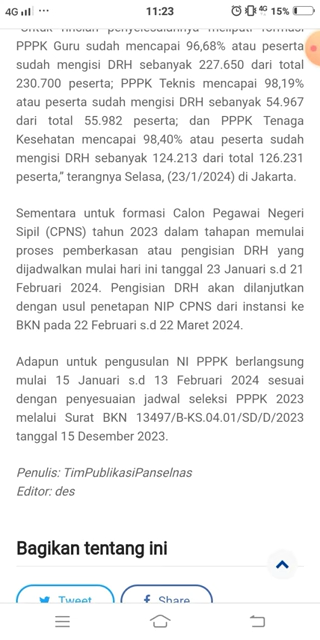 4G 11:23 4G 15%
"Untuk rincian penyelesaiannya meliputi formasi
PPPK Guru sudah mencapai 96,68% atau peserta
sudah mengisi DRH sebanyak 227.650 dari total
230.700 peserta; PPPK Teknis mencapai 98,19%
atau peserta sudah mengisi DRH sebanyak 54.967
dari total 55.982 peserta; dan PPPK Tenaga
Kesehatan mencapai 98,40% atau peserta sudah
mengisi DRH sebanyak 124.213 dari total 126.231
peserta," terangnya Selasa, (23/1/2024) di Jakarta.
Sementara untuk formasi Calon Pegawai Negeri
Sipil (CPNS) tahun 2023 dalam tahapan memulai
proses pemberkasan atau pengisian DRH yang
dijadwalkan mulai hari ini tanggal 23 Januari s.d 21
Februari 2024. Pengisian DRH akan dilanjutkan
dengan usul penetapan NIP CPNS dari instansi ke
BKN pada 22 Februari s.d 22 Maret 2024.
Adapun untuk pengusulan NI PPPK berlangsung
mulai 15 Januari s.d 13 Februari 2024 sesuai
dengan penyesuaian jadwal seleksi PPPK 2023
melalui Surat BKN 13497/B-KS.04.01/SD/D/2023
tanggal 15 Desember 2023.
Penulis: TimPublikasiPanselnas
Editor: des
Bagikan tentang ini
Tweet
Share